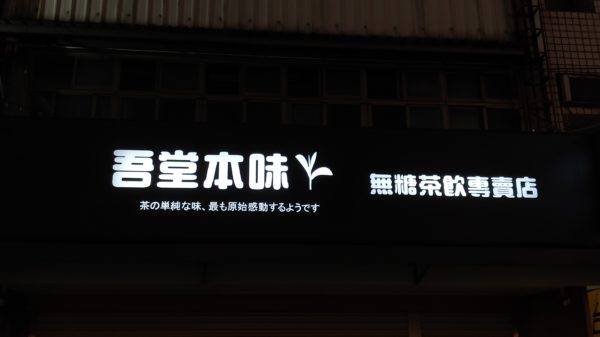 吾堂本味
無糖茶飲專賣店
茶の単純な味、最も原始感動するようです